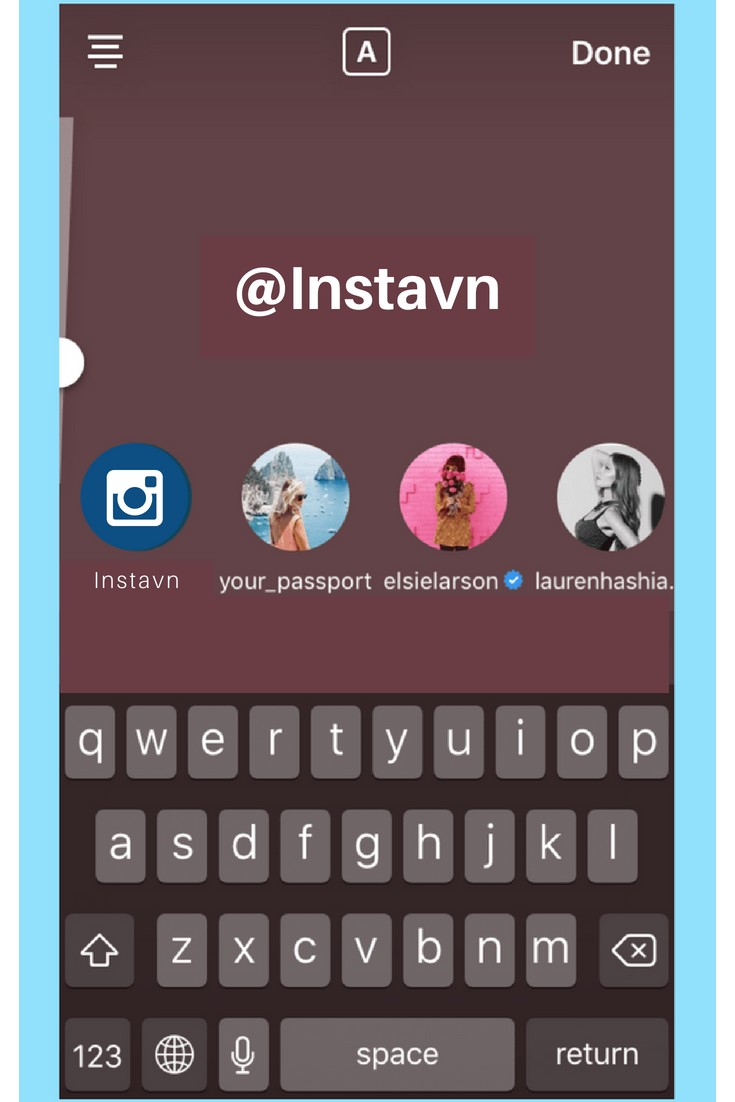 A Done
@Instavn
Instavn your_passport elsielarson laurenhashia.
q w e r t y u i o p
a s d f g h j k l
z x c v b n m
123 space return